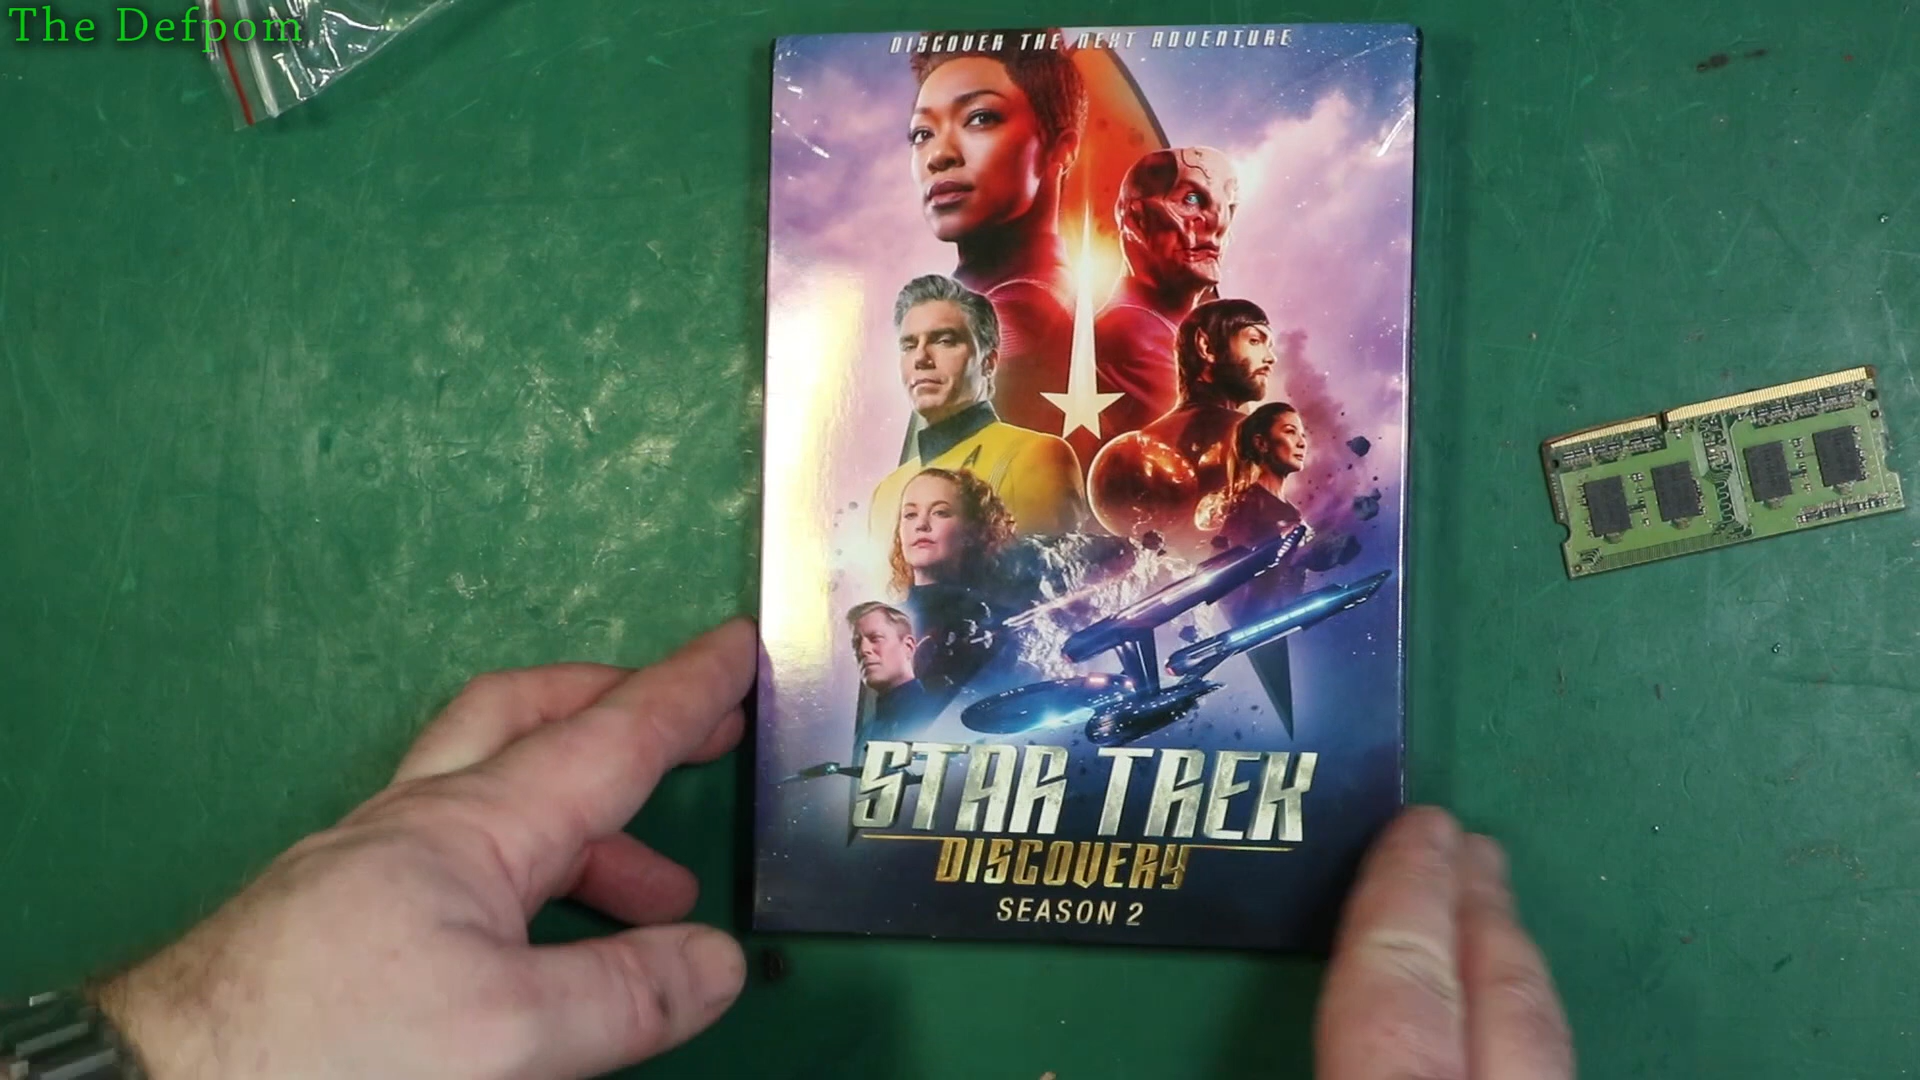 The Defpom
DISCOVER THE NEXT ADVENTURE
STAR TREK
DISCOVERY
SEASON 2